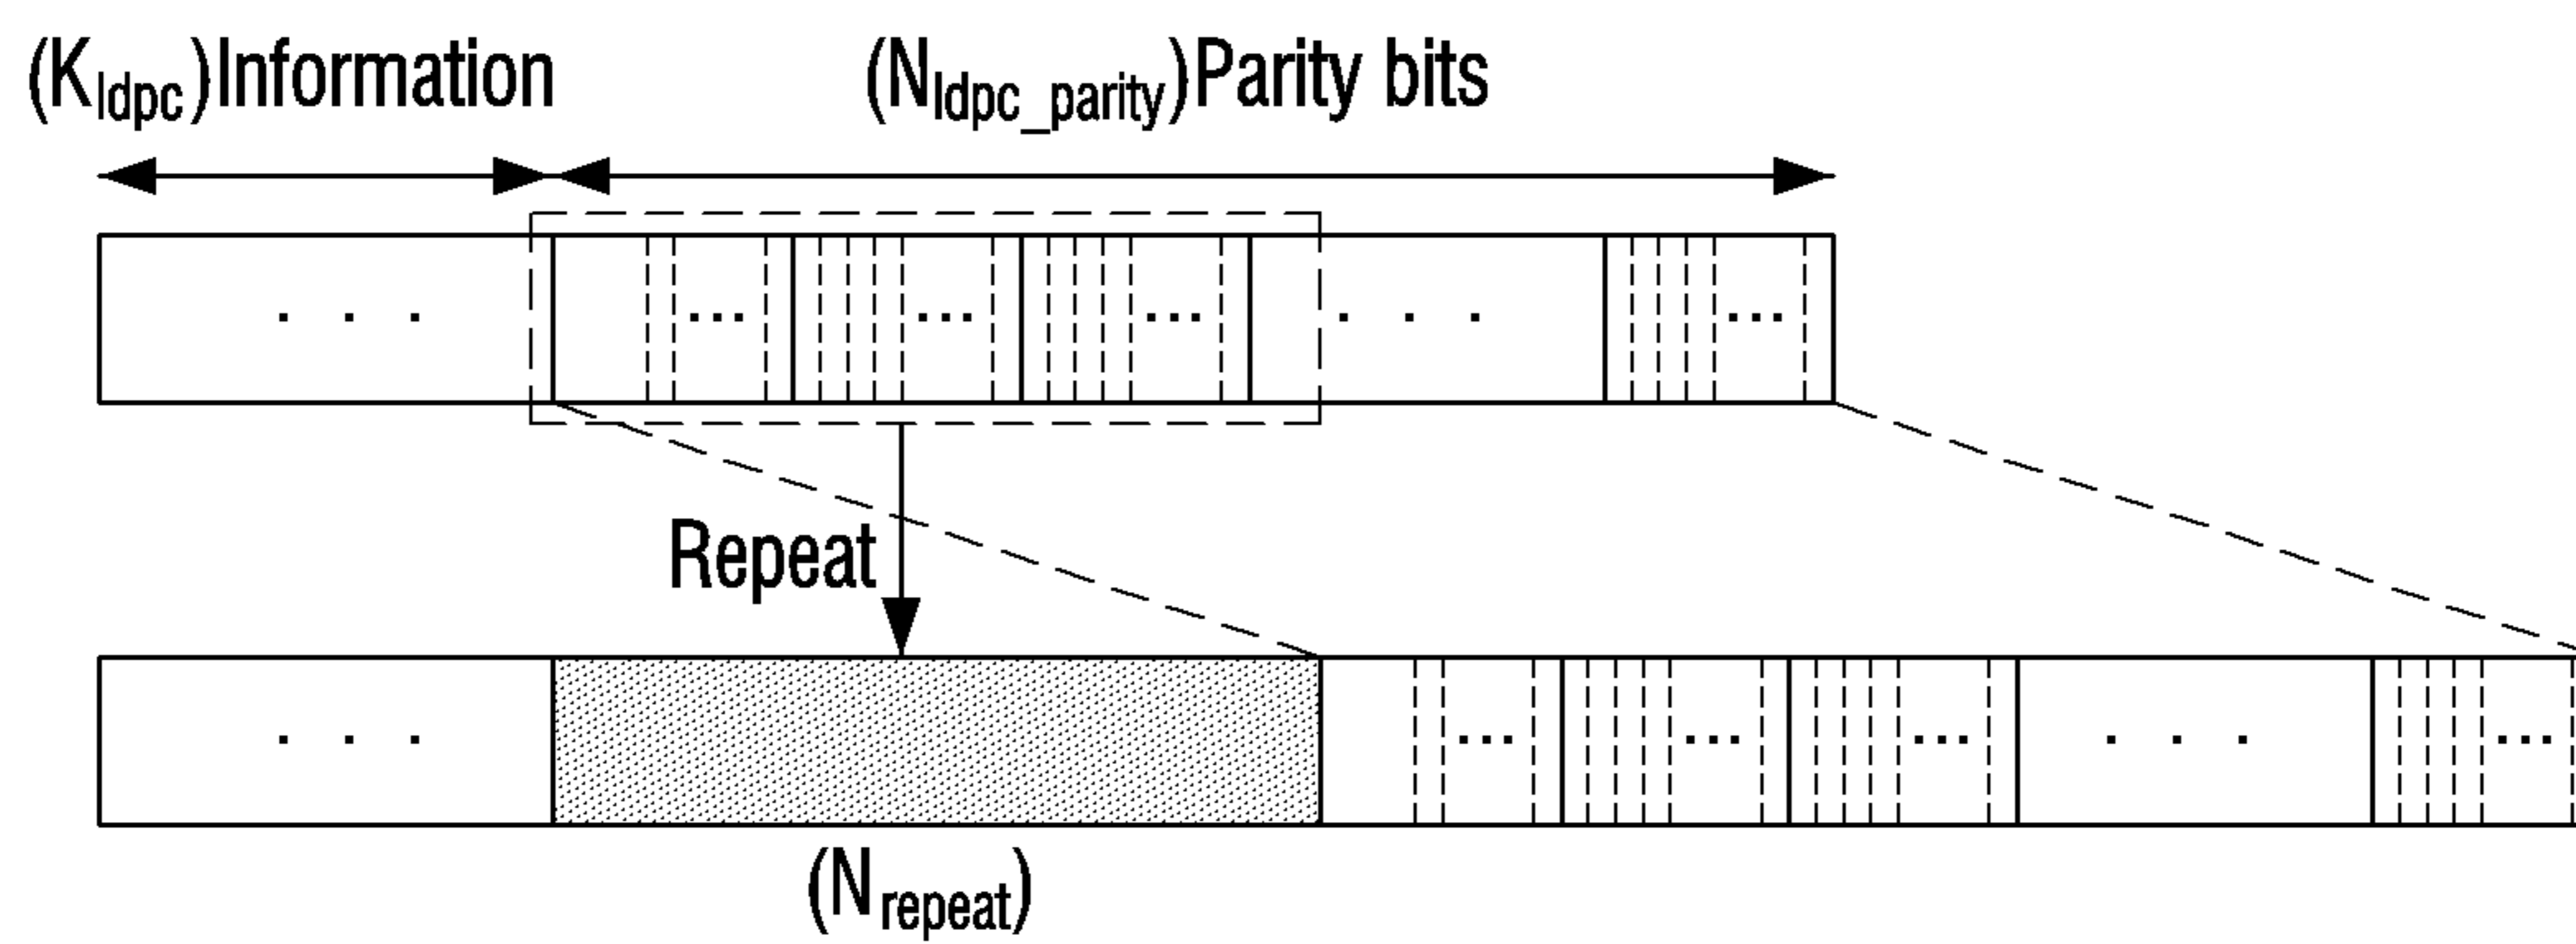 (Kldpc)Information
(Nldpc_parity)Parity bits
Repeat
(Nrepeat)